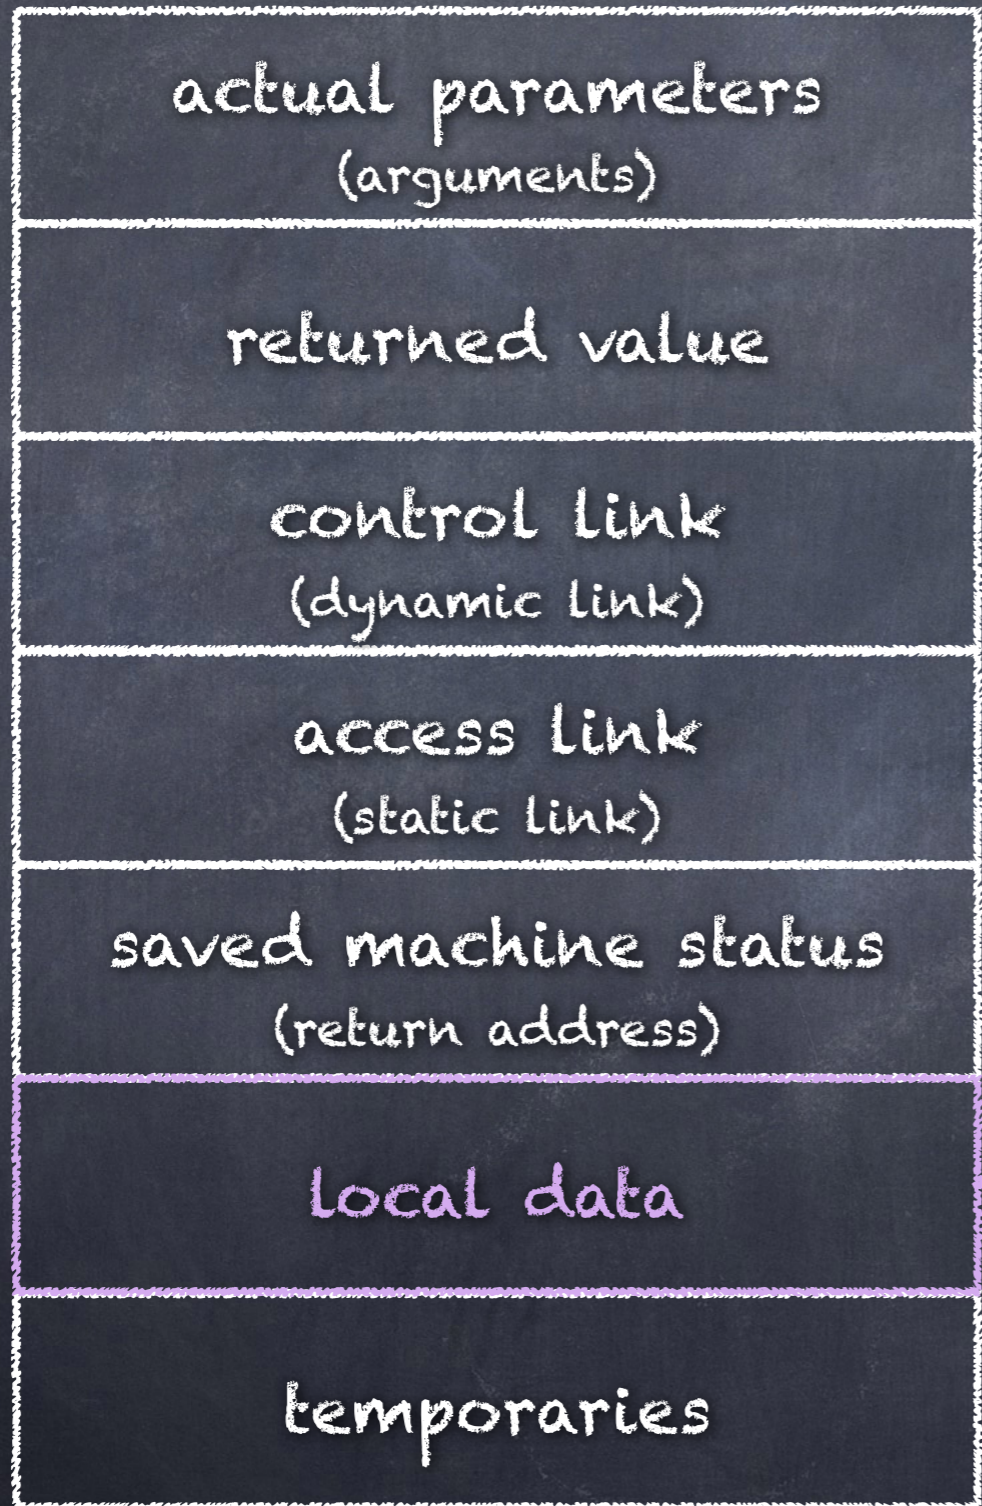 actual parameters
(arguments)
returned value
control link
(dynamic link)
access link
(static link)
saved machine status
(return address)
local data
temporaries